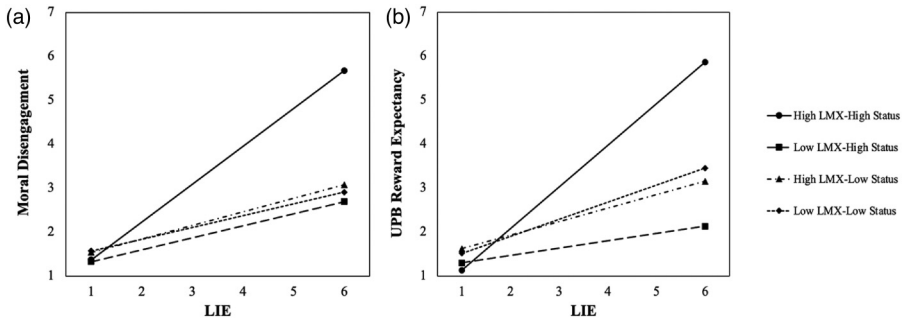 (a)
7
6
5
4
3
2
1
Moral Disengagement
1 2 3 4 5 6
LIE
(b)
7
6
5
4
3
2
1
UPB Reward Expectancy
1 2 3 4 5 6
LIE
High LMX-High Status
Low LMX-High Status
High LMX-Low Status
Low LMX-Low Status